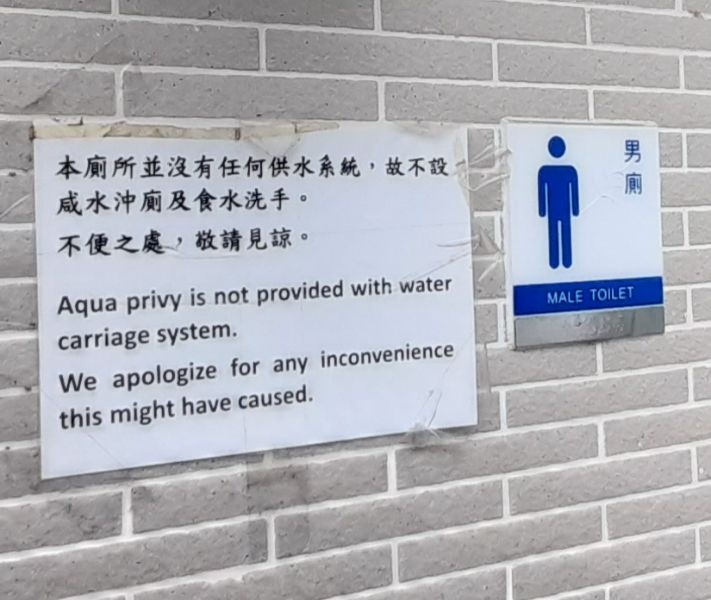 本廁所並沒有任何供水系統，故不設
咸水沖廁及食水洗手。
不便之處，敬請見諒。
Aqua privy is not provided with water
carriage system.
We apologize for any inconvenience
this might have caused.
男廁
MALE TOILET